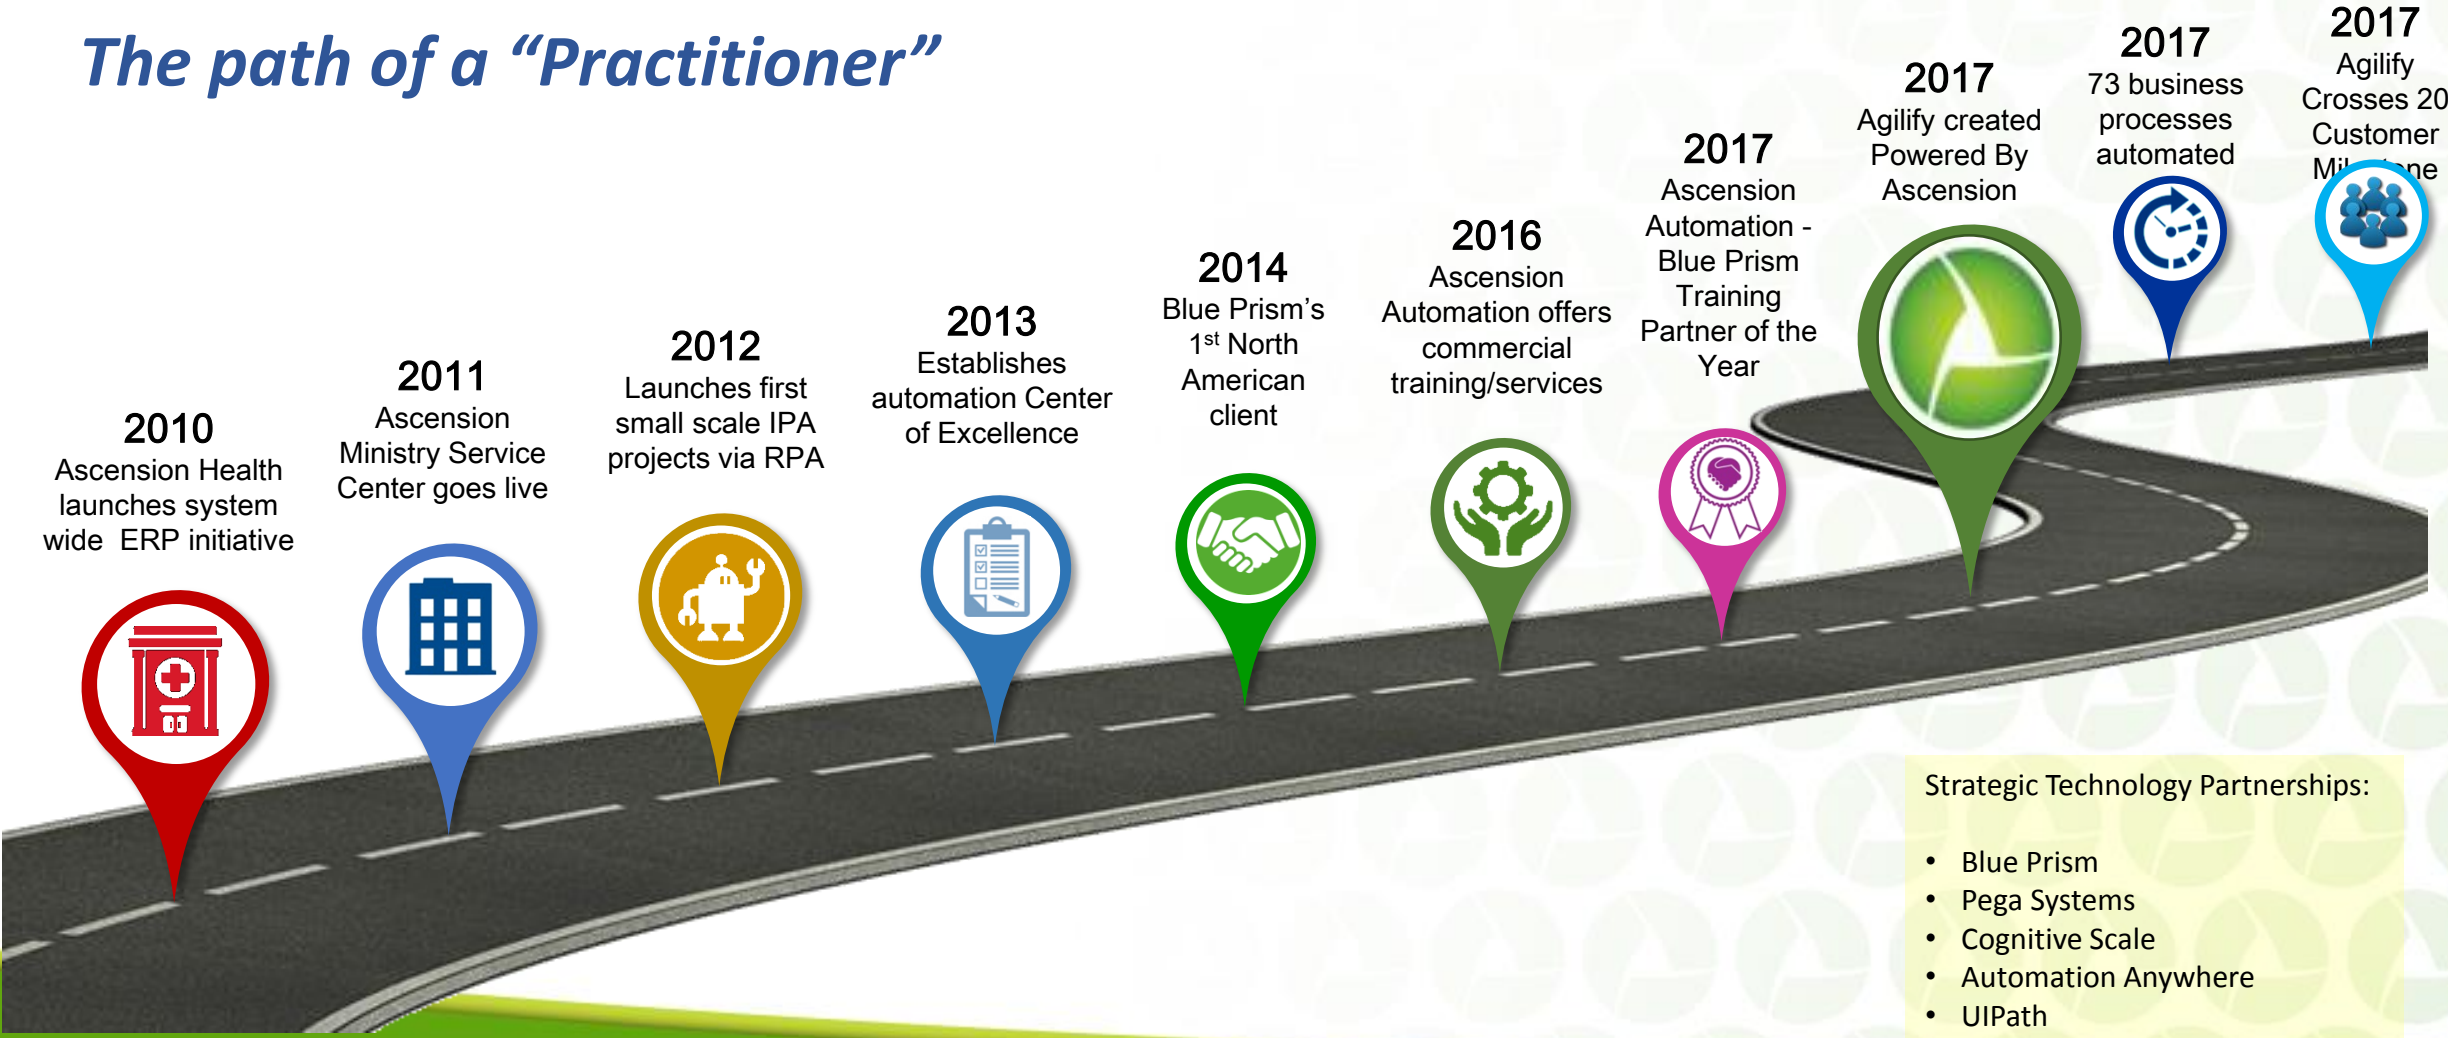 The path of a “Practitioner”
2010
Ascension Health
launches system
wide ERP initiative
2011
Ascension
Ministry Service
Center goes live
2012
Launches first
small scale IPA
projects via RPA
2013
Establishes
automation Center
of Excellence
2014
Blue Prism’s
1st North
American
client
2016
Ascension
Automation offers
commercial
training/services
2017
Ascension
Automation -
Blue Prism
Training
Partner of the
Year
2017
Agilify created
Powered By
Ascension
2017
73 business
processes
automated
2017
Agilify
Crosses 20
Customer
Milestone
Strategic Technology Partnerships:
• Blue Prism
• Pega Systems
• Cognitive Scale
• Automation Anywhere
• UIPath